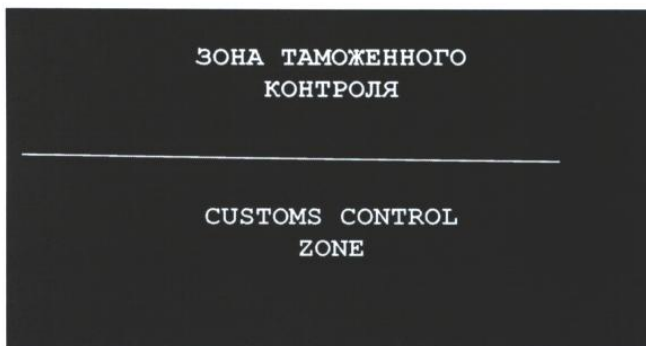 ЗОНА ТАМОЖЕННОГО
КОНТРОЛЯ
CUSTOMS CONTROL
ZONE